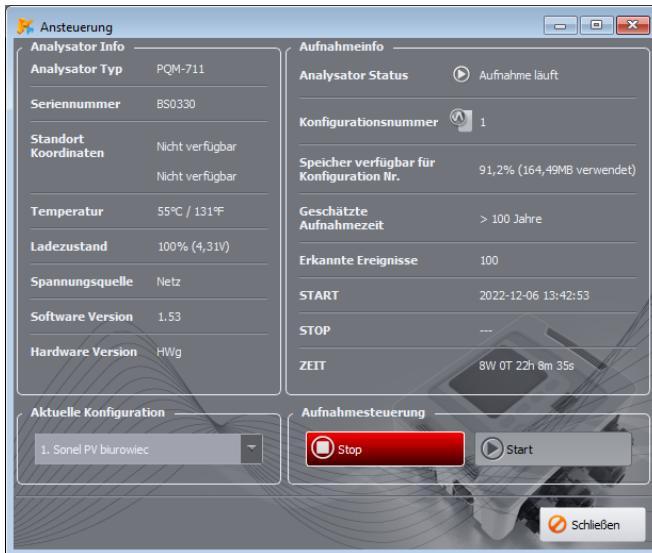 Ansteuerung
Analysator Info
Analysator Typ PQM-711
Seriennummer BS0330
Standort
Koordinaten
Nicht verfügbar
Nicht verfügbar
Temperatur 55°C / 131°F
Ladezustand 100% (4,31V)
Spannungsquelle Netz
Software Version 1.53
Hardware Version HWg
Aufnahmeinfo
Analysator Status Aufnahme läuft
Konfigurationsnummer 1
Speicher verfügbar für
Konfiguration Nr.
91,2% (164,49MB verwendet)
Geschätzte
Aufnahmezeit
> 100 Jahre
Erkannte Ereignisse 100
START 2022-12-06 13:42:53
STOP ---
ZEIT 8W 0T 22h 8m 35s
Aktuelle Konfiguration
1. Sonel PV biurowiec
Aufnahmesteuerung
Stop
Start
Schließen